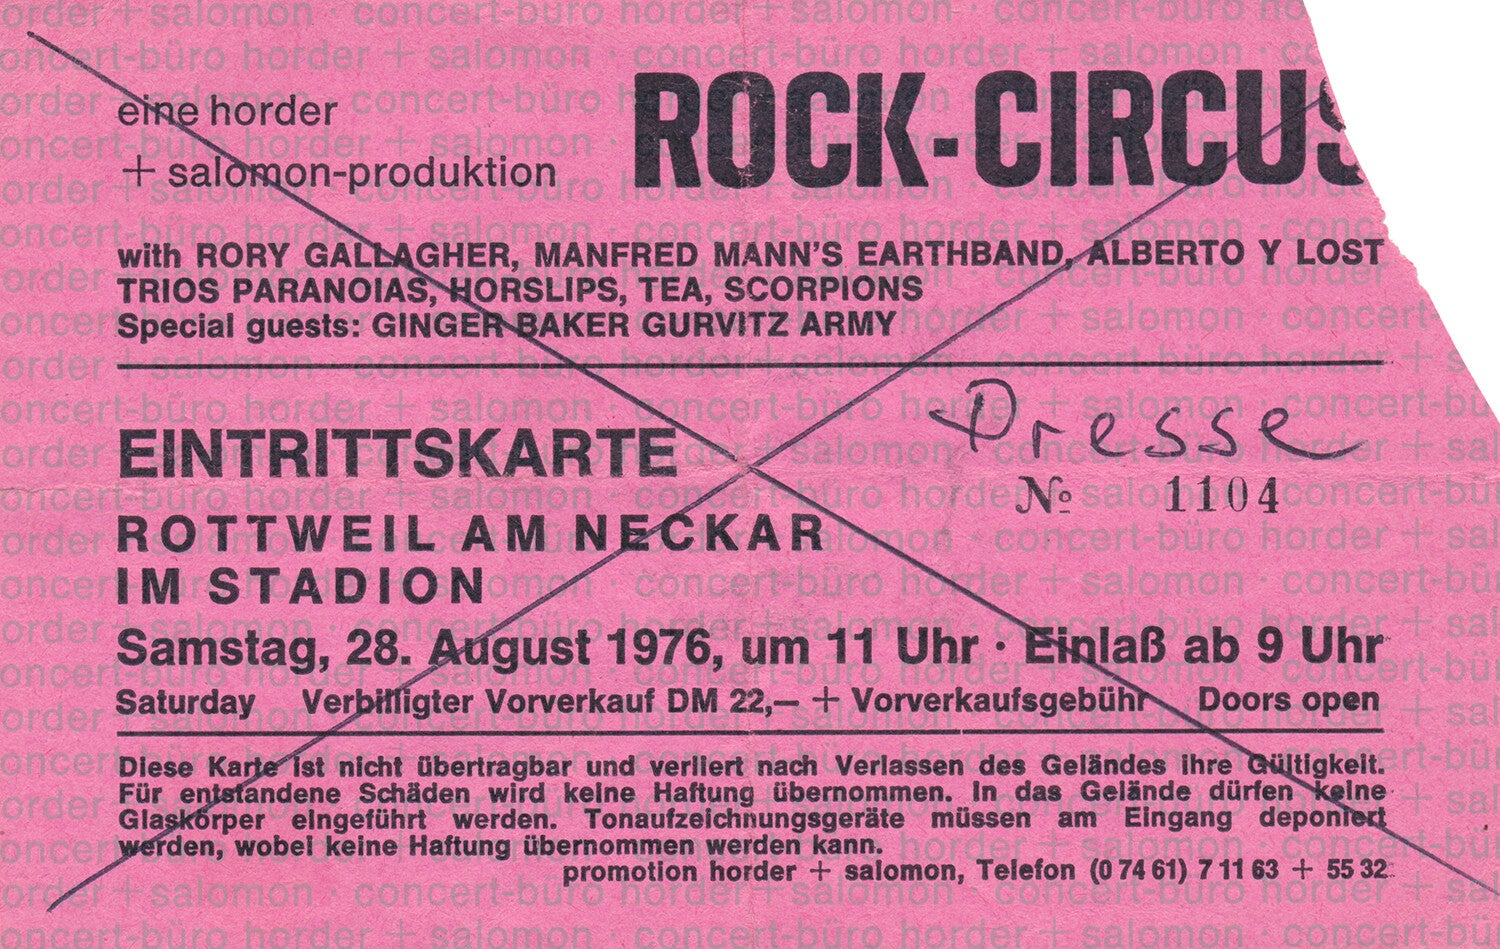 eine horder
+ salomon-produktion
ROCK-CIRCUS
with RORY GALLAGHER, MANFRED MANN'S EARTHBAND, ALBERTO Y LOST
TRIOS PARANOIAS, HORSLIPS, TEA, SCORPIONS
Special guests: GINGER BAKER GURVITZ ARMY
Presse
EINTRITTSKARTE
№ 1104
ROTTWEIL AM NECKAR
IM STADION
Samstag, 28. August 1976, um 11 Uhr · Einlaß ab 9 Uhr
Saturday Verbilligter Vorverkauf DM 22,— + Vorverkaufsgebühr Doors open
Diese Karte ist nicht übertragbar und verliert nach Verlassen des Geländes ihre Gültigkeit.
Für entstandene Schäden wird keine Haftung übernommen. In das Gelände dürfen keine
Glaskörper eingeführt werden. Tonaufzeichnungsgeräte müssen am Eingang deponiert
werden, wobei keine Haftung übernommen werden kann.
promotion horder + salomon, Telefon (0 74 61) 7 11 63 + 55 32